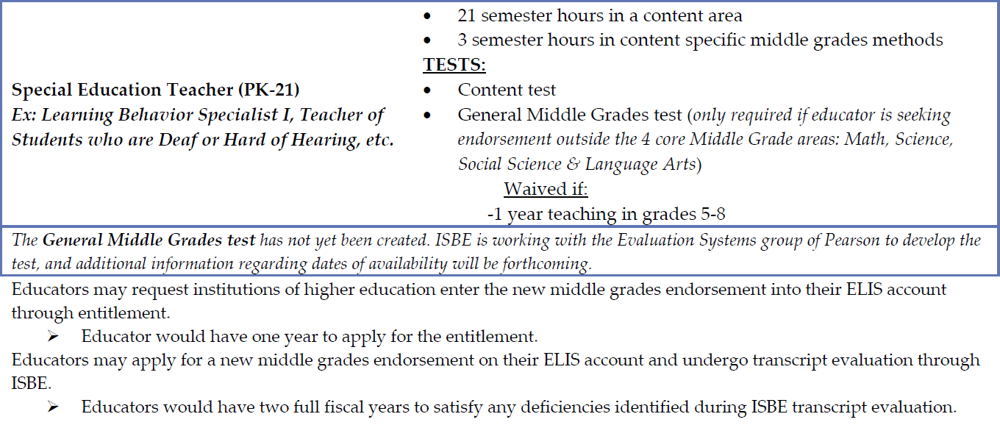 • 21 semester hours in a content area
• 3 semester hours in content specific middle grades methods
TESTS:
Special Education Teacher (PK-21)
Ex: Learning Behavior Specialist I, Teacher of
Students who are Deaf or Hard of Hearing, etc.
• Content test
• General Middle Grades test (only required if educator is seeking
endorsement outside the 4 core Middle Grade areas: Math, Science,
Social Science & Language Arts)
Waived if:
-1 year teaching in grades 5-8
The General Middle Grades test has not yet been created. ISBE is working with the Evaluation Systems group of Pearson to develop the
test, and additional information regarding dates of availability will be forthcoming.
Educators may request institutions of higher education enter the new middle grades endorsement into their ELIS account
through entitlement.
➢ Educator would have one year to apply for the entitlement.
Educators may apply for a new middle grades endorsement on their ELIS account and undergo transcript evaluation through
ISBE.
➢ Educators would have two full fiscal years to satisfy any deficiencies identified during ISBE transcript evaluation.